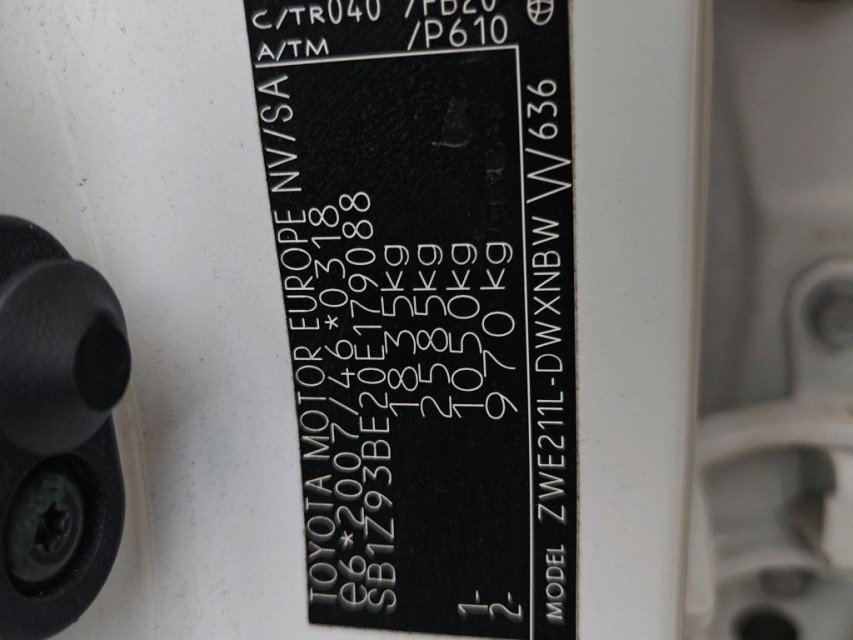 C/TR040 /FB20
A/TM /P610
TOYOTA MOTOR EUROPE NV/SA
e6*2007/46*0318
SB1Z93BE20E179088
1835kg
2585kg
1- 1050kg
2- 970kg
MODEL ZWE211L-DWXNBW W636